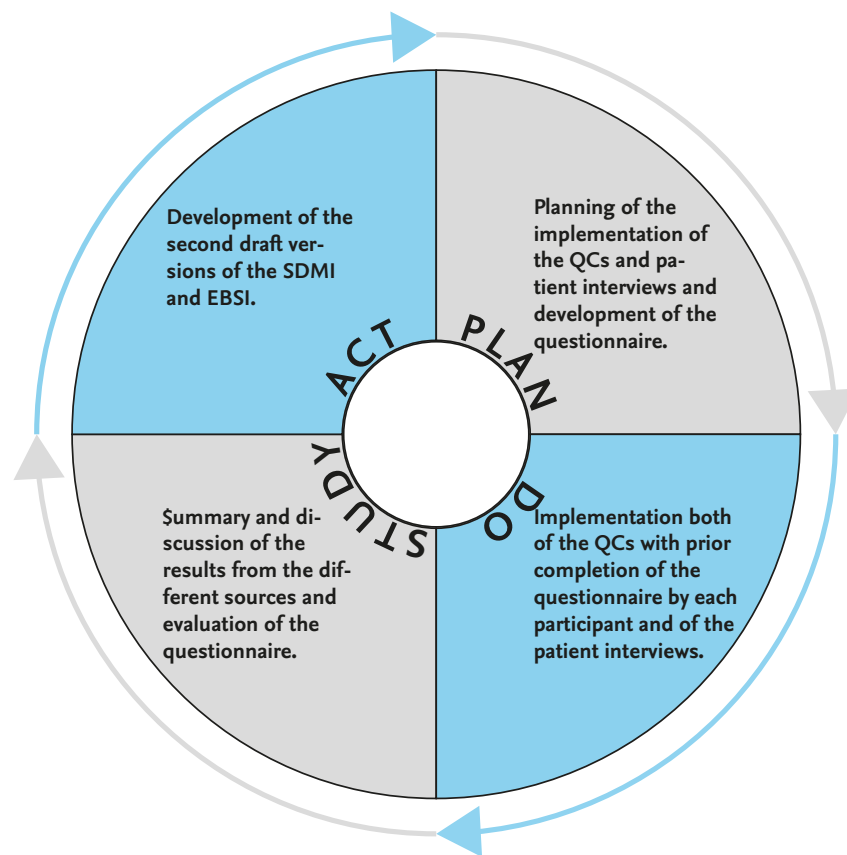 PLAN
Planning of the
implementation of
the QCs and pa-
tient interviews and
development of the
questionnaire.
DO
Implementation both
of the QCs with prior
completion of the
questionnaire by each
participant and of the
patient interviews.
STUDY
Summary and di-
scussion of the
results from the dif-
ferent sources and
evaluation of the
questionnaire.
ACT
Development of the
second draft ver-
sions of the SDMI
and EBSI.